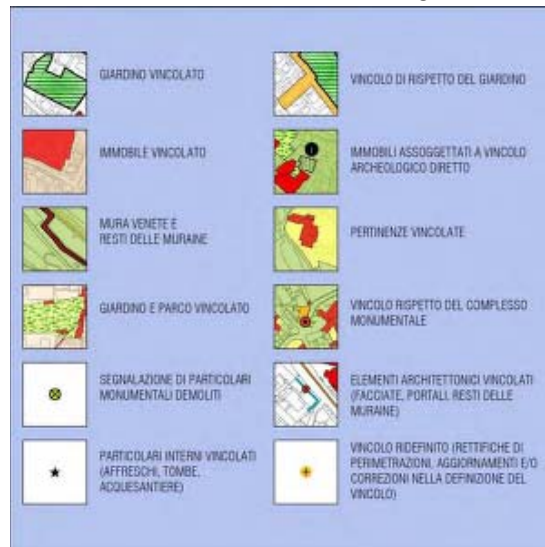 GIARDINO VINCOLATO
VINCOLO DI RISPETTO DEL GIARDINO
IMMOBILE VINCOLATO
IMMOBILI ASSOGGETTATI A VINCOLO
ARCHEOLOGICO DIRETTO
MURA VENETE E
RESTI DELLE MURAINE
PERTINENZE VINCOLATE
GIARDINO E PARCO VINCOLATO
VINCOLO RISPETTO DEL COMPLESSO
MONUMENTALE
SEGNALAZIONE DI PARTICOLARI
MONUMENTALI DEMOLITI
ELEMENTI ARCHITETTONICI VINCOLATI
(FACCIATE, PORTALI, RESTI DELLE
MURAINE)
PARTICOLARI INTERNI VINCOLATI
(AFFRESCHI, TOMBE,
ACQUESANTIERE)
VINCOLO RIDEFINITO (RETTIFICHE DI
PERIMETRAZIONI, AGGIORNAMENTI E/O
CORREZIONI NELLA DEFINIZIONE DEL
VINCOLO)